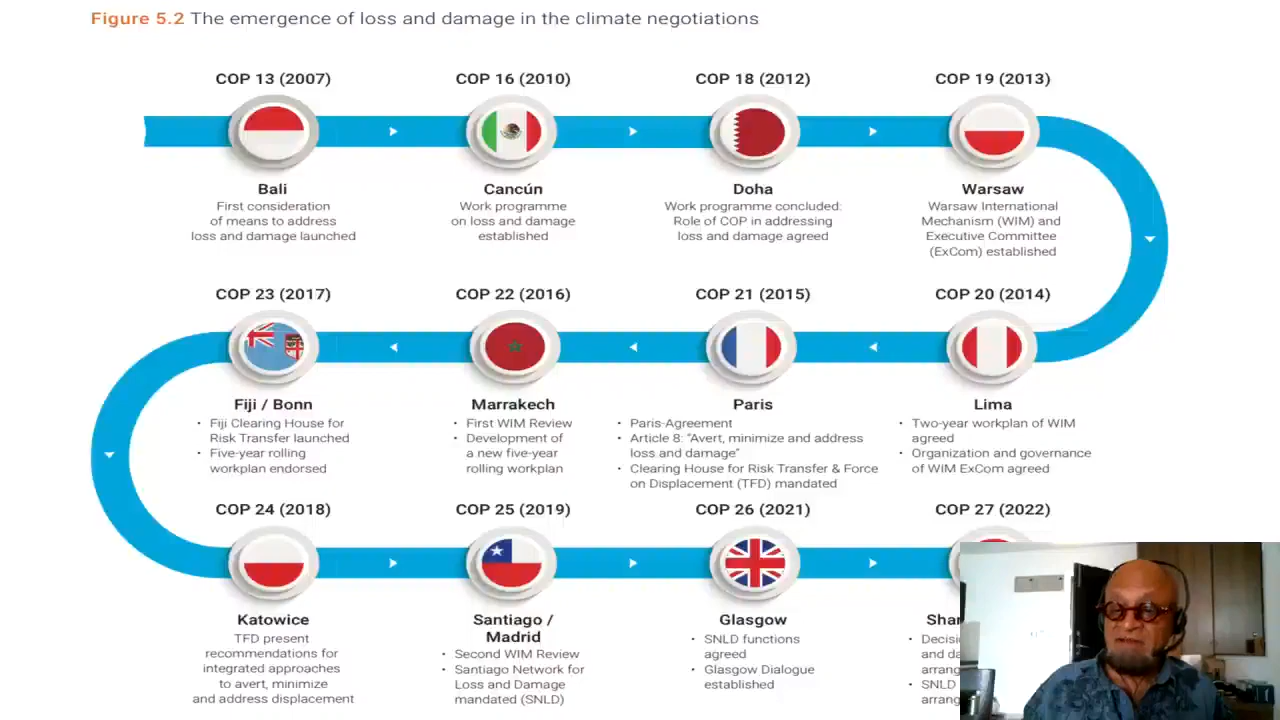 Figure 5.2 The emergence of loss and damage in the climate negotiations
COP 13 (2007)
Bali
First consideration
of means to address
loss and damage launched
COP 16 (2010)
Cancún
Work programme
on loss and damage
established
COP 18 (2012)
Doha
Work programme concluded:
Role of COP in addressing
loss and damage agreed
COP 19 (2013)
Warsaw
Warsaw International
Mechanism (WIM) and
Executive Committee
(ExCom) established
COP 23 (2017)
Fiji / Bonn
• Fiji Clearing House for
Risk Transfer launched
• Five-year rolling
workplan endorsed
COP 22 (2016)
Marrakech
• First WIM Review
• Development of
a new five-year
rolling workplan
COP 21 (2015)
Paris
• Paris-Agreement
• Article 8: “Avert, minimize and address
loss and damage”
• Clearing House for Risk Transfer & Force
on Displacement (TFD) mandated
COP 20 (2014)
Lima
• Two-year workplan of WIM
agreed
• Organization and governance
of WIM ExCom agreed
COP 24 (2018)
Katowice
TFD present
recommendations for
integrated approaches
to avert, minimize
and address displacement
COP 25 (2019)
Santiago /
Madrid
• Second WIM Review
• Santiago Network for
Loss and Damage
mandated (SNLD)
COP 26 (2021)
Glasgow
• SNLD functions
agreed
• Glasgow Dialogue
established
COP 27 (2022)
• SNLD